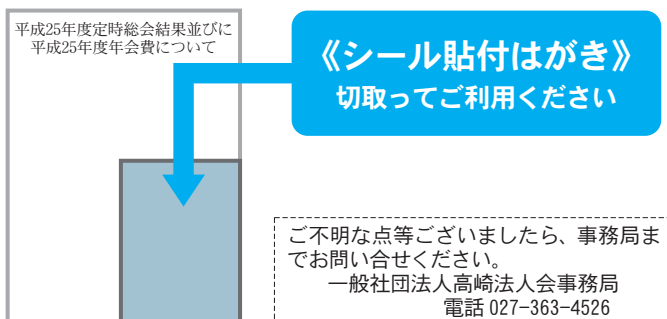 平成25年度定時総会結果並びに
平成25年度年会費について
《シール貼付はがき》
切取ってご利用ください
ご不明な点等ございましたら、事務局ま
でお問い合せください。
一般社団法人高崎法人会事務局
電話 027-363-4526